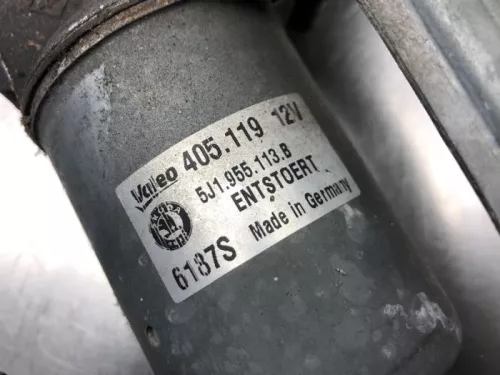 Valeo 405.119 12V
5J1.955.113.B
ENTSTOERT
6187S Made in Germany